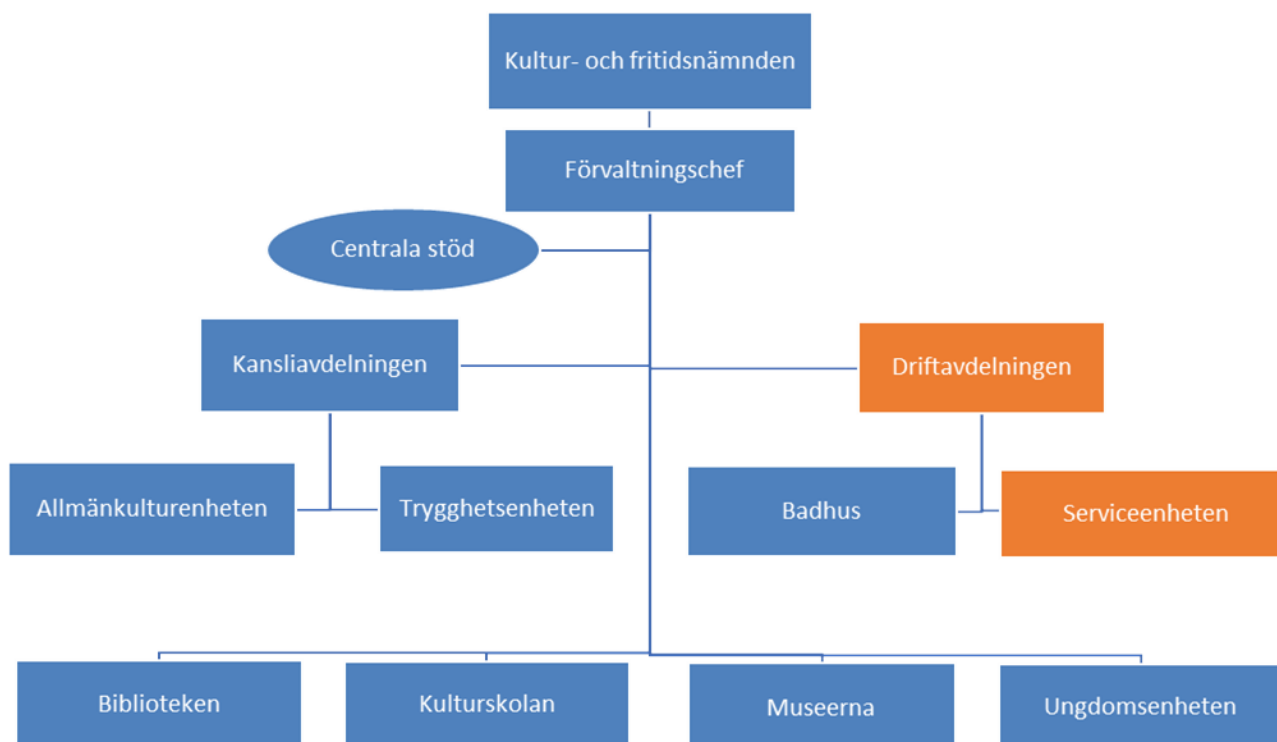 Kultur- och fritidsnämnden
Förvaltningschef
Centrala stöd
Kansliavdelningen
Driftavdelningen
Allmänkulturenheten
Trygghetsenheten
Badhus
Serviceenheten
Biblioteken
Kulturskolan
Museerna
Ungdomsenheten